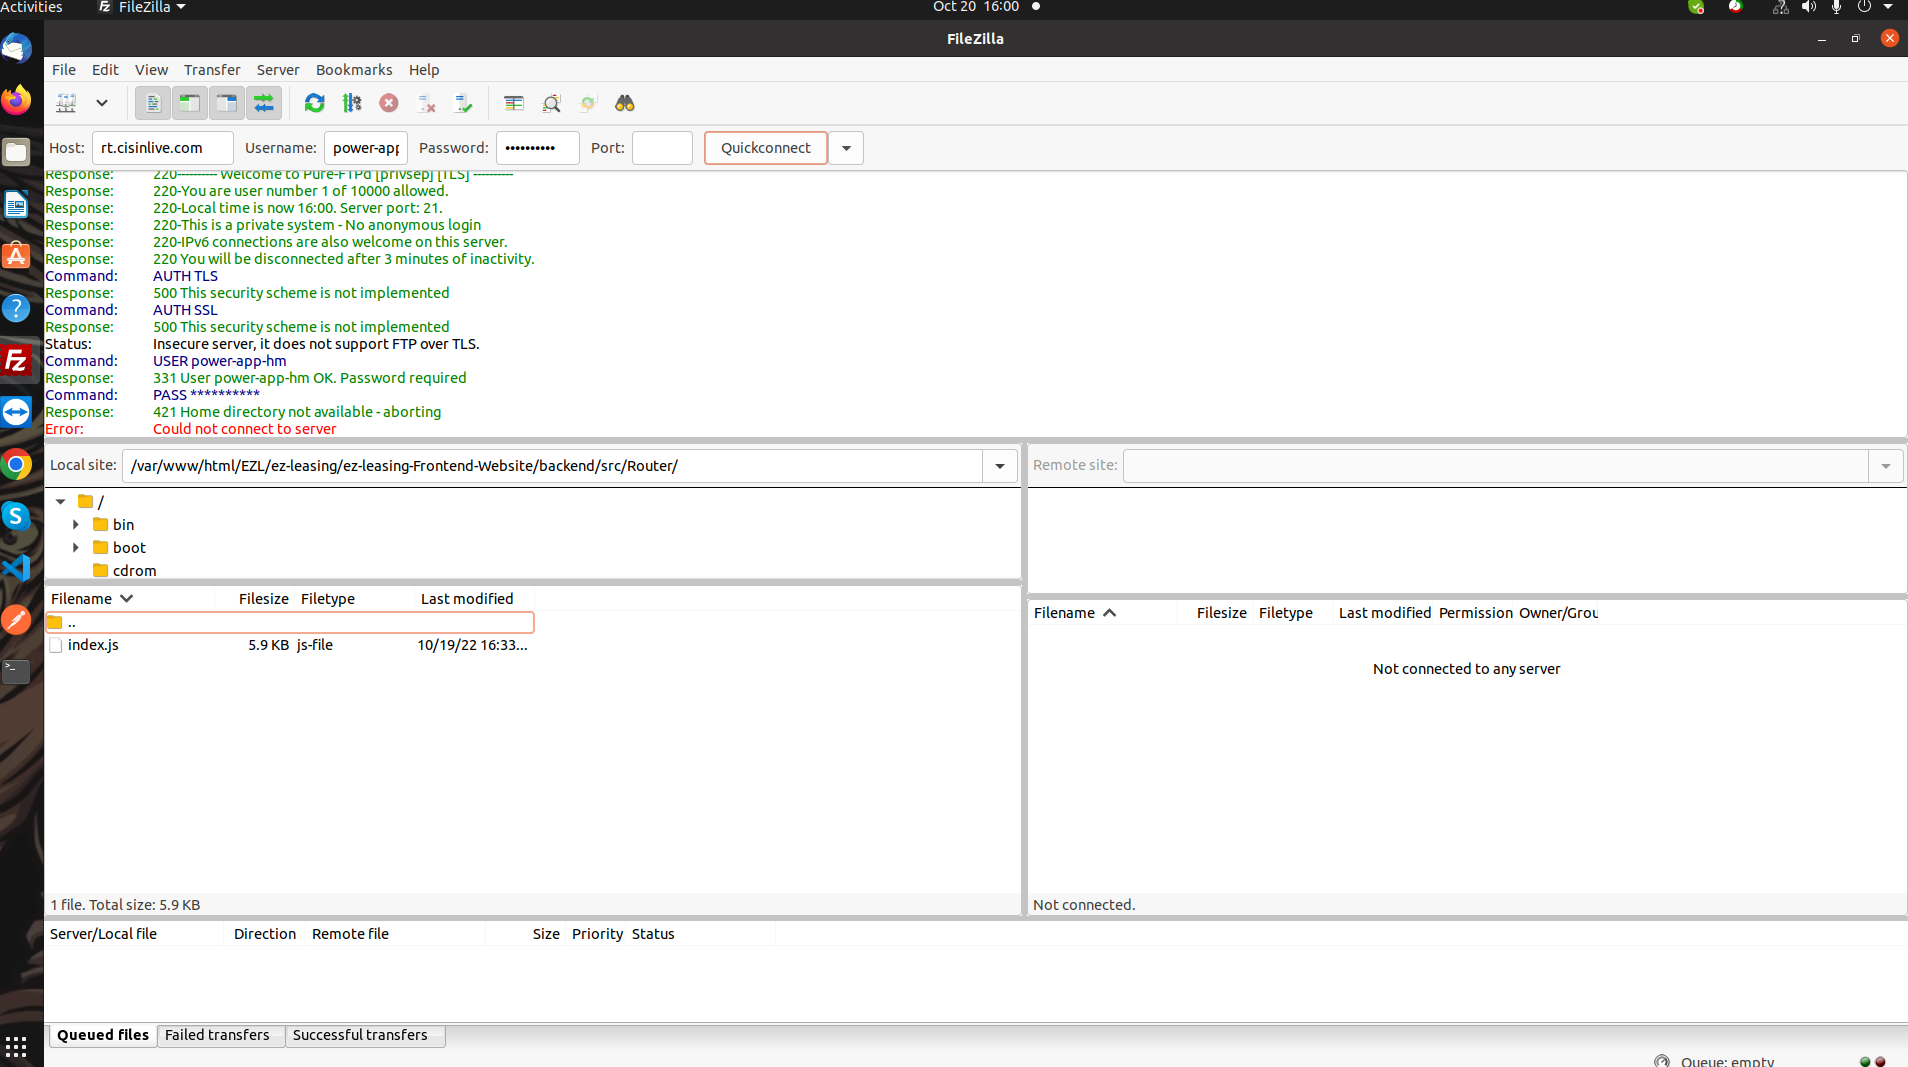 Activities FileZilla Oct 20 16:00
FileZilla
File Edit View Transfer Server Bookmarks Help
Host: rt.cisinlive.com Username: power-app Password: •••••••••• Port: Quickconnect
Response: 220---------- Welcome to Pure-FTPd [privsep] [TLS] ----------
Response: 220-You are user number 1 of 10000 allowed.
Response: 220-Local time is now 16:00. Server port: 21.
Response: 220-This is a private system - No anonymous login
Response: 220-IPv6 connections are also welcome on this server.
Response: 220 You will be disconnected after 3 minutes of inactivity.
Command: AUTH TLS
Response: 500 This security scheme is not implemented
Command: AUTH SSL
Response: 500 This security scheme is not implemented
Status: Insecure server, it does not support FTP over TLS.
Command: USER power-app-hm
Response: 331 User power-app-hm OK. Password required
Command: PASS **********
Response: 421 Home directory not available - aborting
Error: Could not connect to server
Local site: /var/www/html/EZL/ez-leasing/ez-leasing-Frontend-Website/backend/src/Router/
Remote site:
/
bin
boot
cdrom
Filename Filesize Filetype Last modified
..
index.js 5.9 KB js-file 10/19/22 16:33...
1 file. Total size: 5.9 KB
Filename Filesize Filetype Last modified Permission Owner/Grou
Not connected to any server
Not connected.
Server/Local file Direction Remote file Size Priority Status
Queued files Failed transfers Successful transfers
Queue: empty